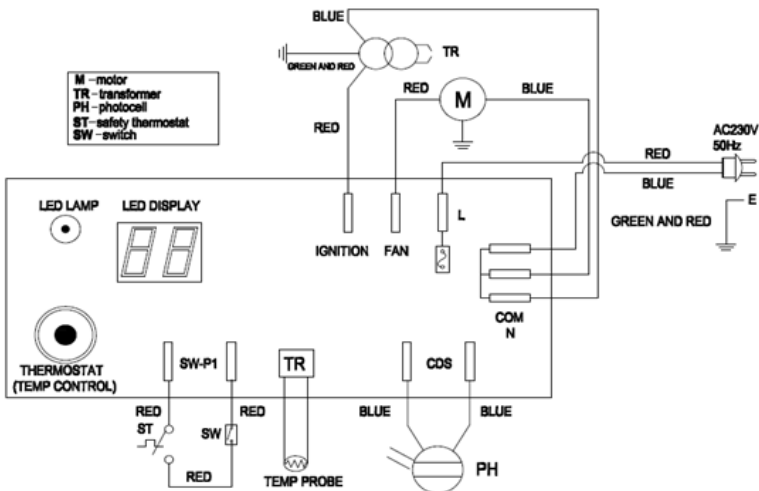 BLUE
TR
GREEN AND RED
M -motor
TR -transformer
PH -photocell
ST -safety thermostat
SW -switch
RED
M
BLUE
RED
AC230V
50Hz
RED
BLUE
E
GREEN AND RED
LED LAMP
LED DISPLAY
88
IGNITION
FAN
L
COM
N
THERMOSTAT
(TEMP CONTROL)
SW-P1
TR
CDS
RED
RED
BLUE
BLUE
ST
SW
RED
TEMP PROBE
PH